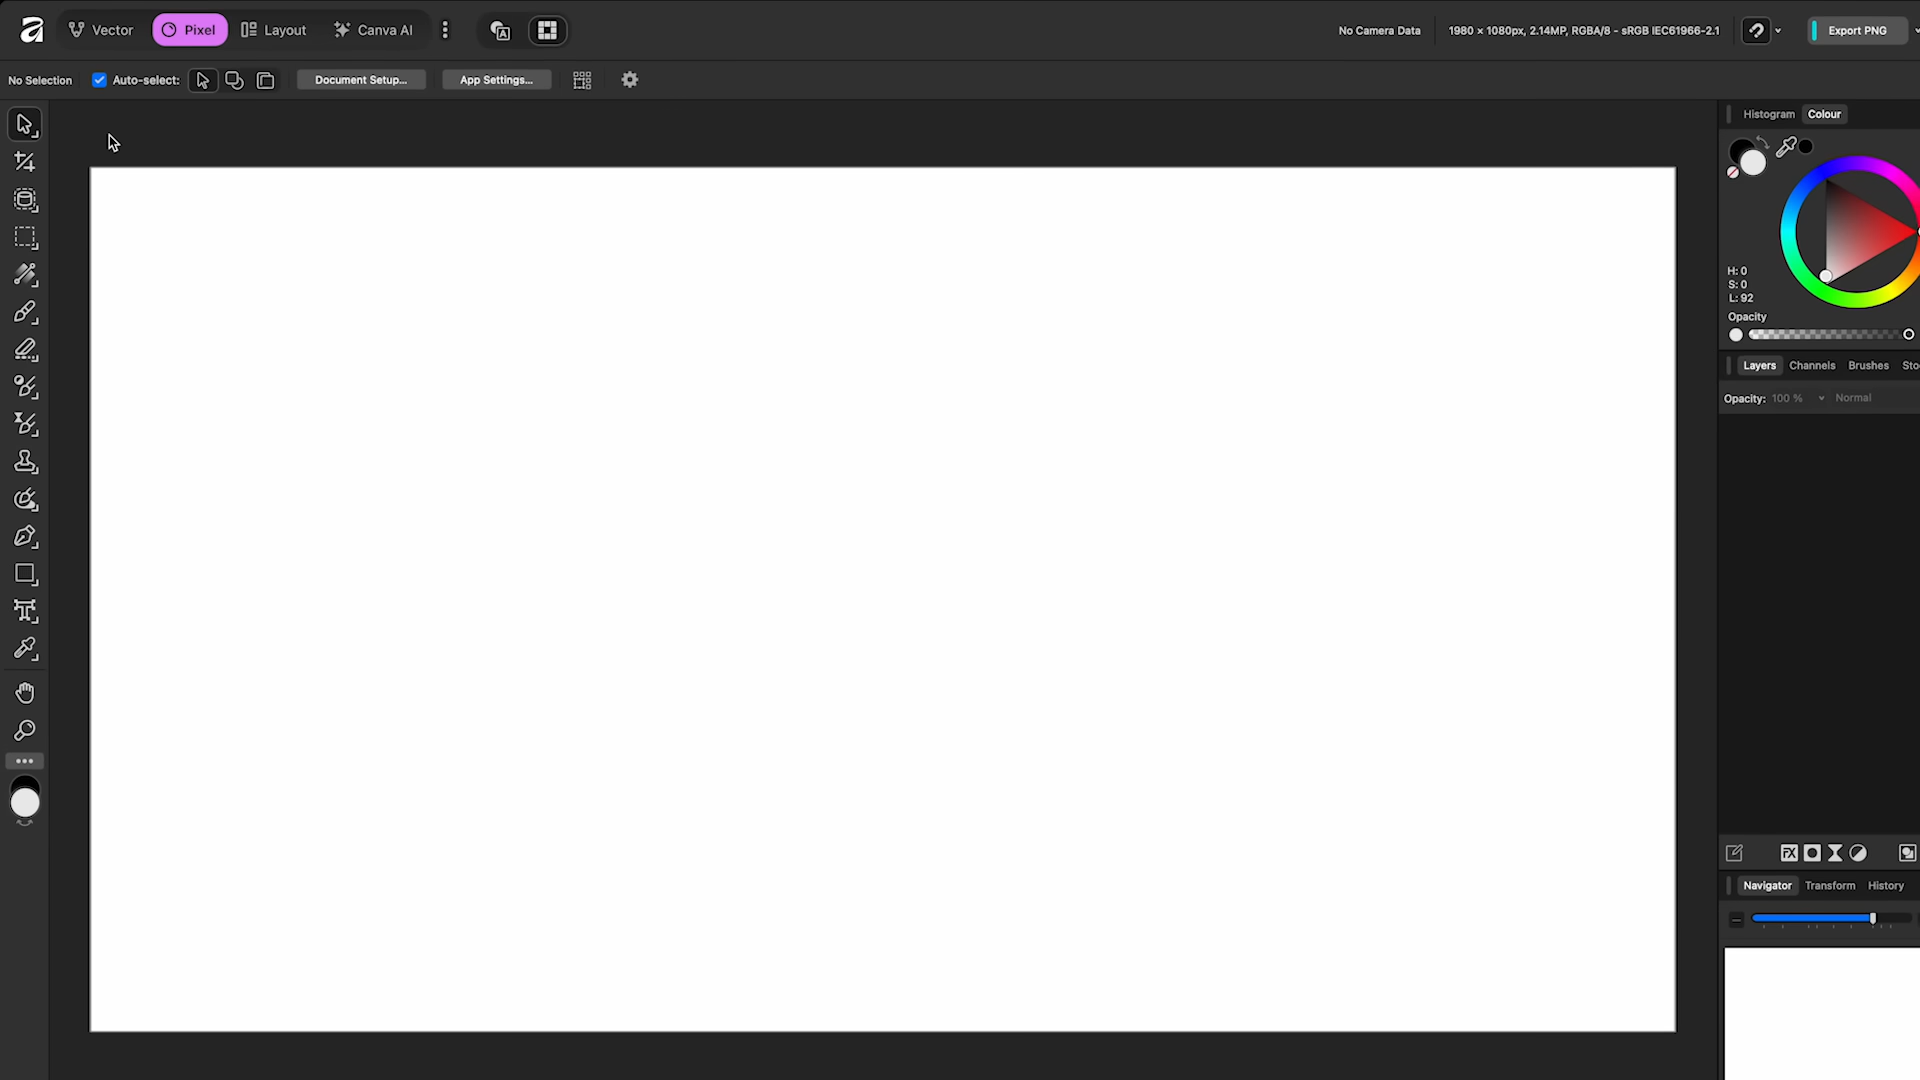 Vector Pixel Layout Canva AI No Camera Data 1980 × 1080px, 2.14MP, RGBA/8 - sRGB IEC61966-2.1 Export PNG
No Selection Auto-select: Document Setup... App Settings...
Histogram Colour
H: 0
S: 0
L: 92
Opacity
Layers Channels Brushes Sto
Opacity: 100 % Normal
Navigator Transform History